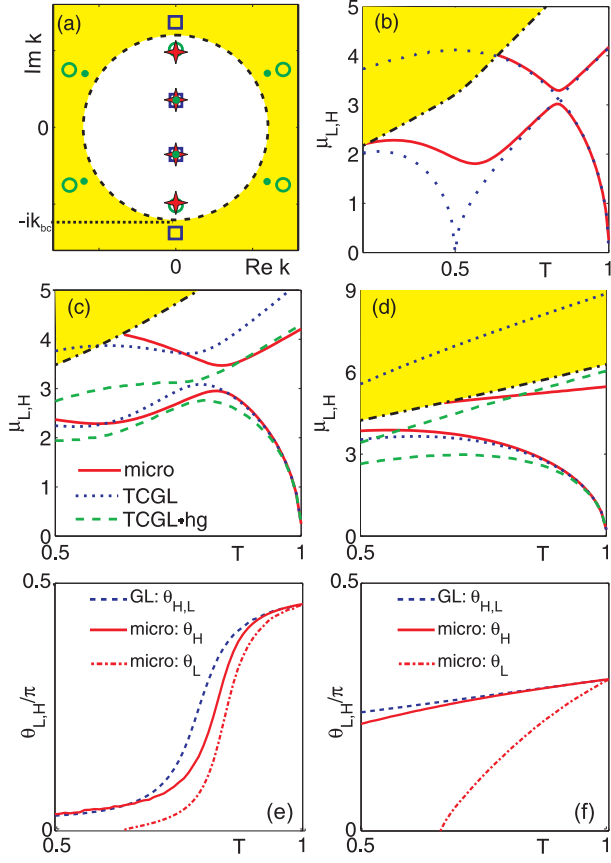 (a)
Im k
0
-ik_bc
0
Re k
(b)
μ_L,H
5
4
3
2
1
0
0.5
T
1
(c)
μ_L,H
5
4
3
2
1
0
micro
TCGL
TCGL+hg
0.5
T
1
(d)
μ_L,H
9
6
3
0
0.5
T
1
(e)
θ_L,H/π
0.5
0
GL: θ_H,L
micro: θ_H
micro: θ_L
0.5
T
1
(f)
θ_L,H/π
0.5
0
GL: θ_H,L
micro: θ_H
micro: θ_L
0.5
T
1